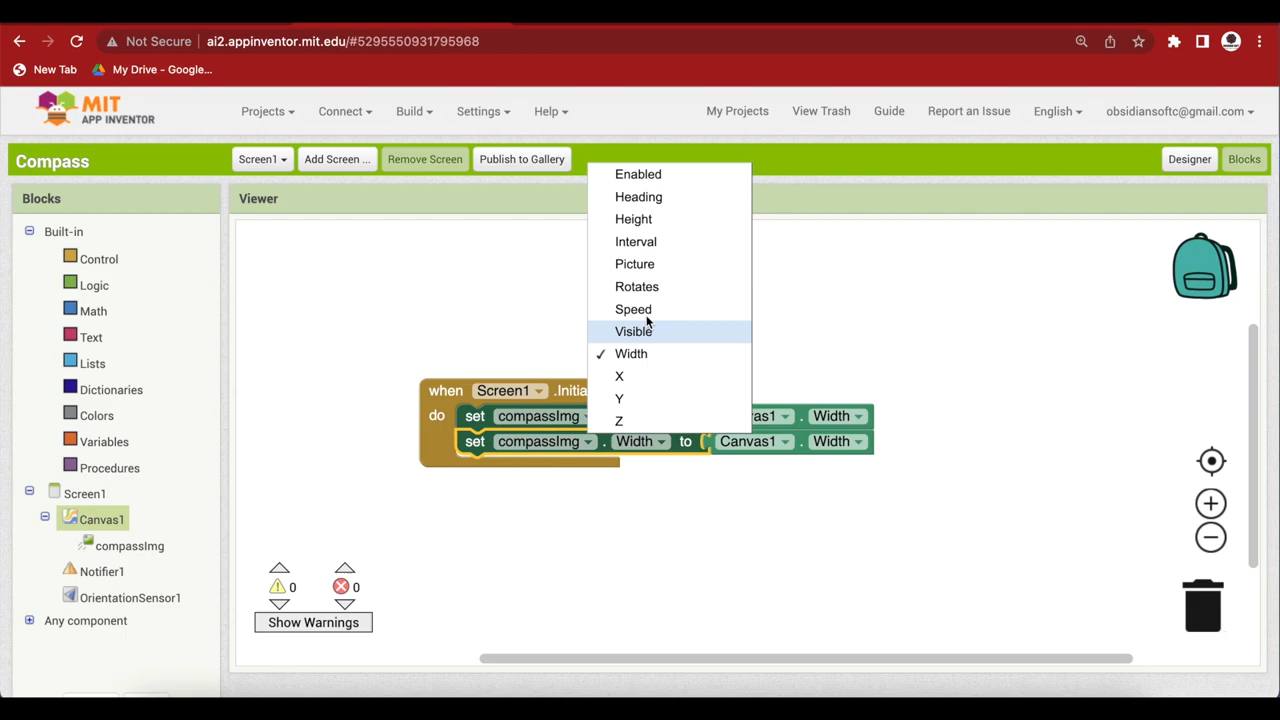 Not Secure ai2.appinventor.mit.edu/#5295550931795968
New Tab My Drive - Google...
MIT
APP INVENTOR
Projects Connect Build Settings Help My Projects View Trash Guide Report an Issue English obsidiansoftc@gmail.com
Compass Screen1 Add Screen ... Remove Screen Publish to Gallery Designer Blocks
Blocks
Viewer
Built-in
Control
Logic
Math
Text
Lists
Dictionaries
Colors
Variables
Procedures
Screen1
Canvas1
compassImg
Notifier1
OrientationSensor1
Any component
Enabled
Heading
Height
Interval
Picture
Rotates
Speed
Visible
✓ Width
X
Y
Z
when Screen1 .Initia
do set compassImg vas1 . Width
set compassImg . Width to Canvas1 . Width
0 0
Show Warnings